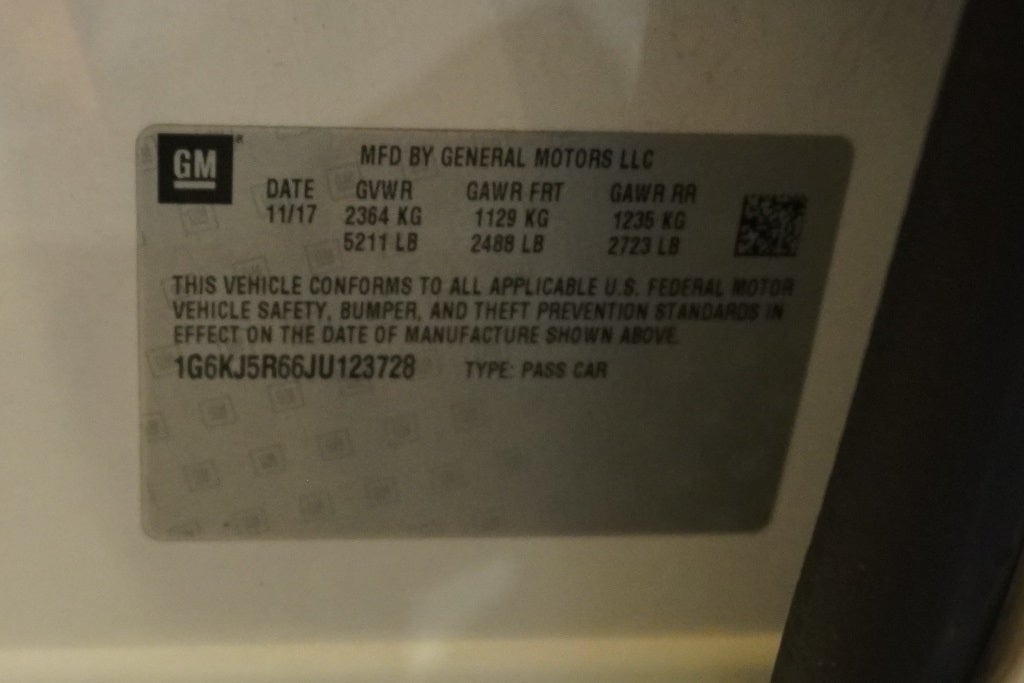 GM
MFD BY GENERAL MOTORS LLC
DATE GVWR GAWR FRT GAWR RR
11/17 2364 KG 1129 KG 1235 KG
5211 LB 2488 LB 2723 LB
THIS VEHICLE CONFORMS TO ALL APPLICABLE U.S. FEDERAL MOTOR
VEHICLE SAFETY, BUMPER, AND THEFT PREVENTION STANDARDS IN
EFFECT ON THE DATE OF MANUFACTURE SHOWN ABOVE.
1G6KJ5R66JU123728 TYPE: PASS CAR